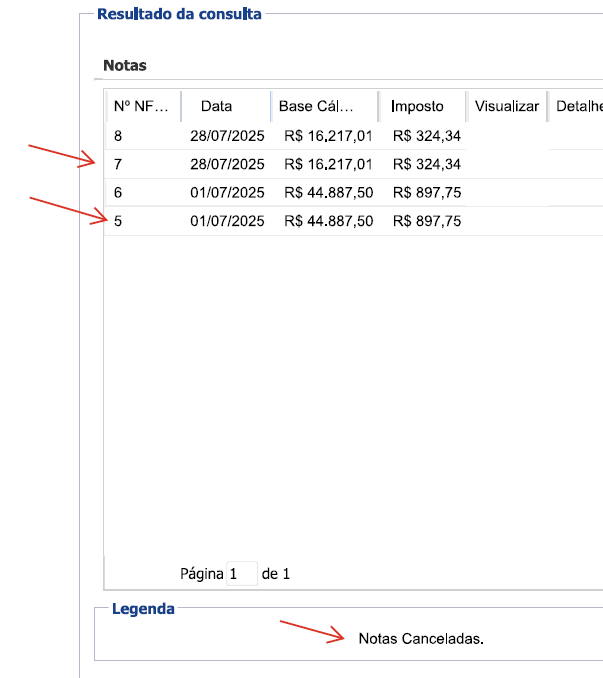 Resultado da consulta
Notas
Nº NF... Data Base Cál... Imposto Visualizar Detalhe
8 28/07/2025 R$ 16.217,01 R$ 324,34
7 28/07/2025 R$ 16.217,01 R$ 324,34
6 01/07/2025 R$ 44.887,50 R$ 897,75
5 01/07/2025 R$ 44.887,50 R$ 897,75
Página 1 de 1
Legenda
Notas Canceladas.